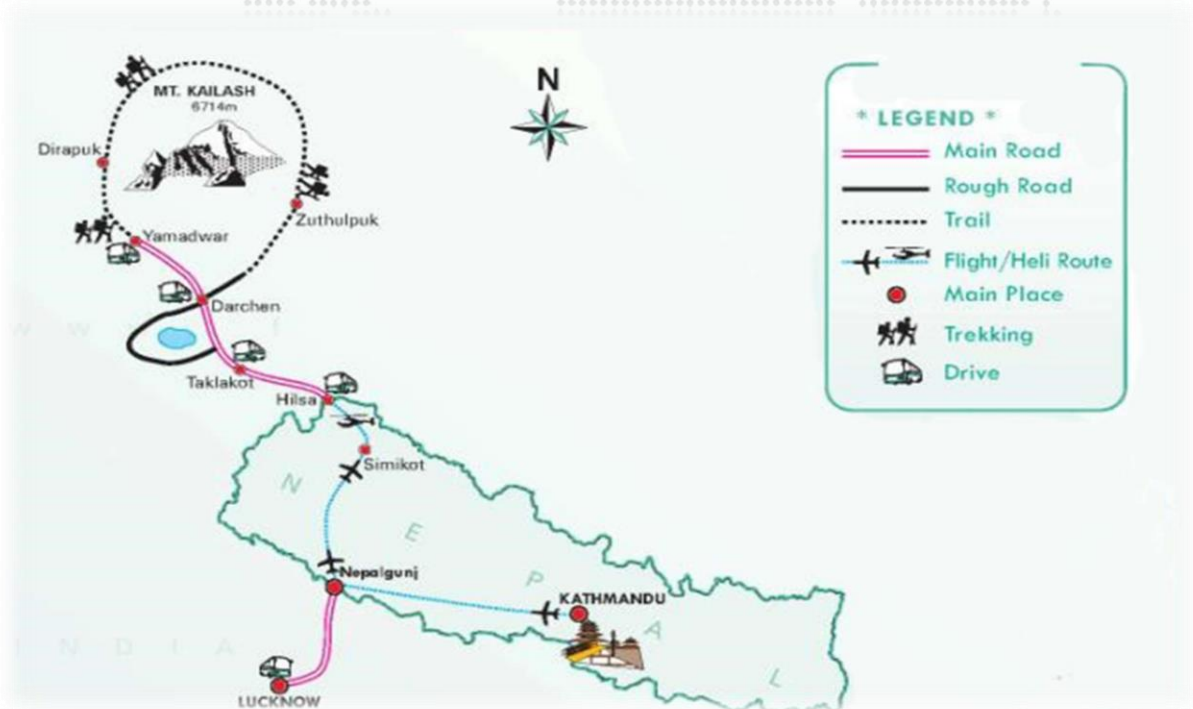 N
MT. KAILASH
6714m
Dirapuk
Zuthulpuk
Yamadwar
Darchen
Taklakot
Hilsa
Simikot
Nepalgunj
KATHMANDU
LUCKNOW
N E P A L
I N D I A
* LEGEND *
Main Road
Rough Road
Trail
Flight/Heli Route
Main Place
Trekking
Drive